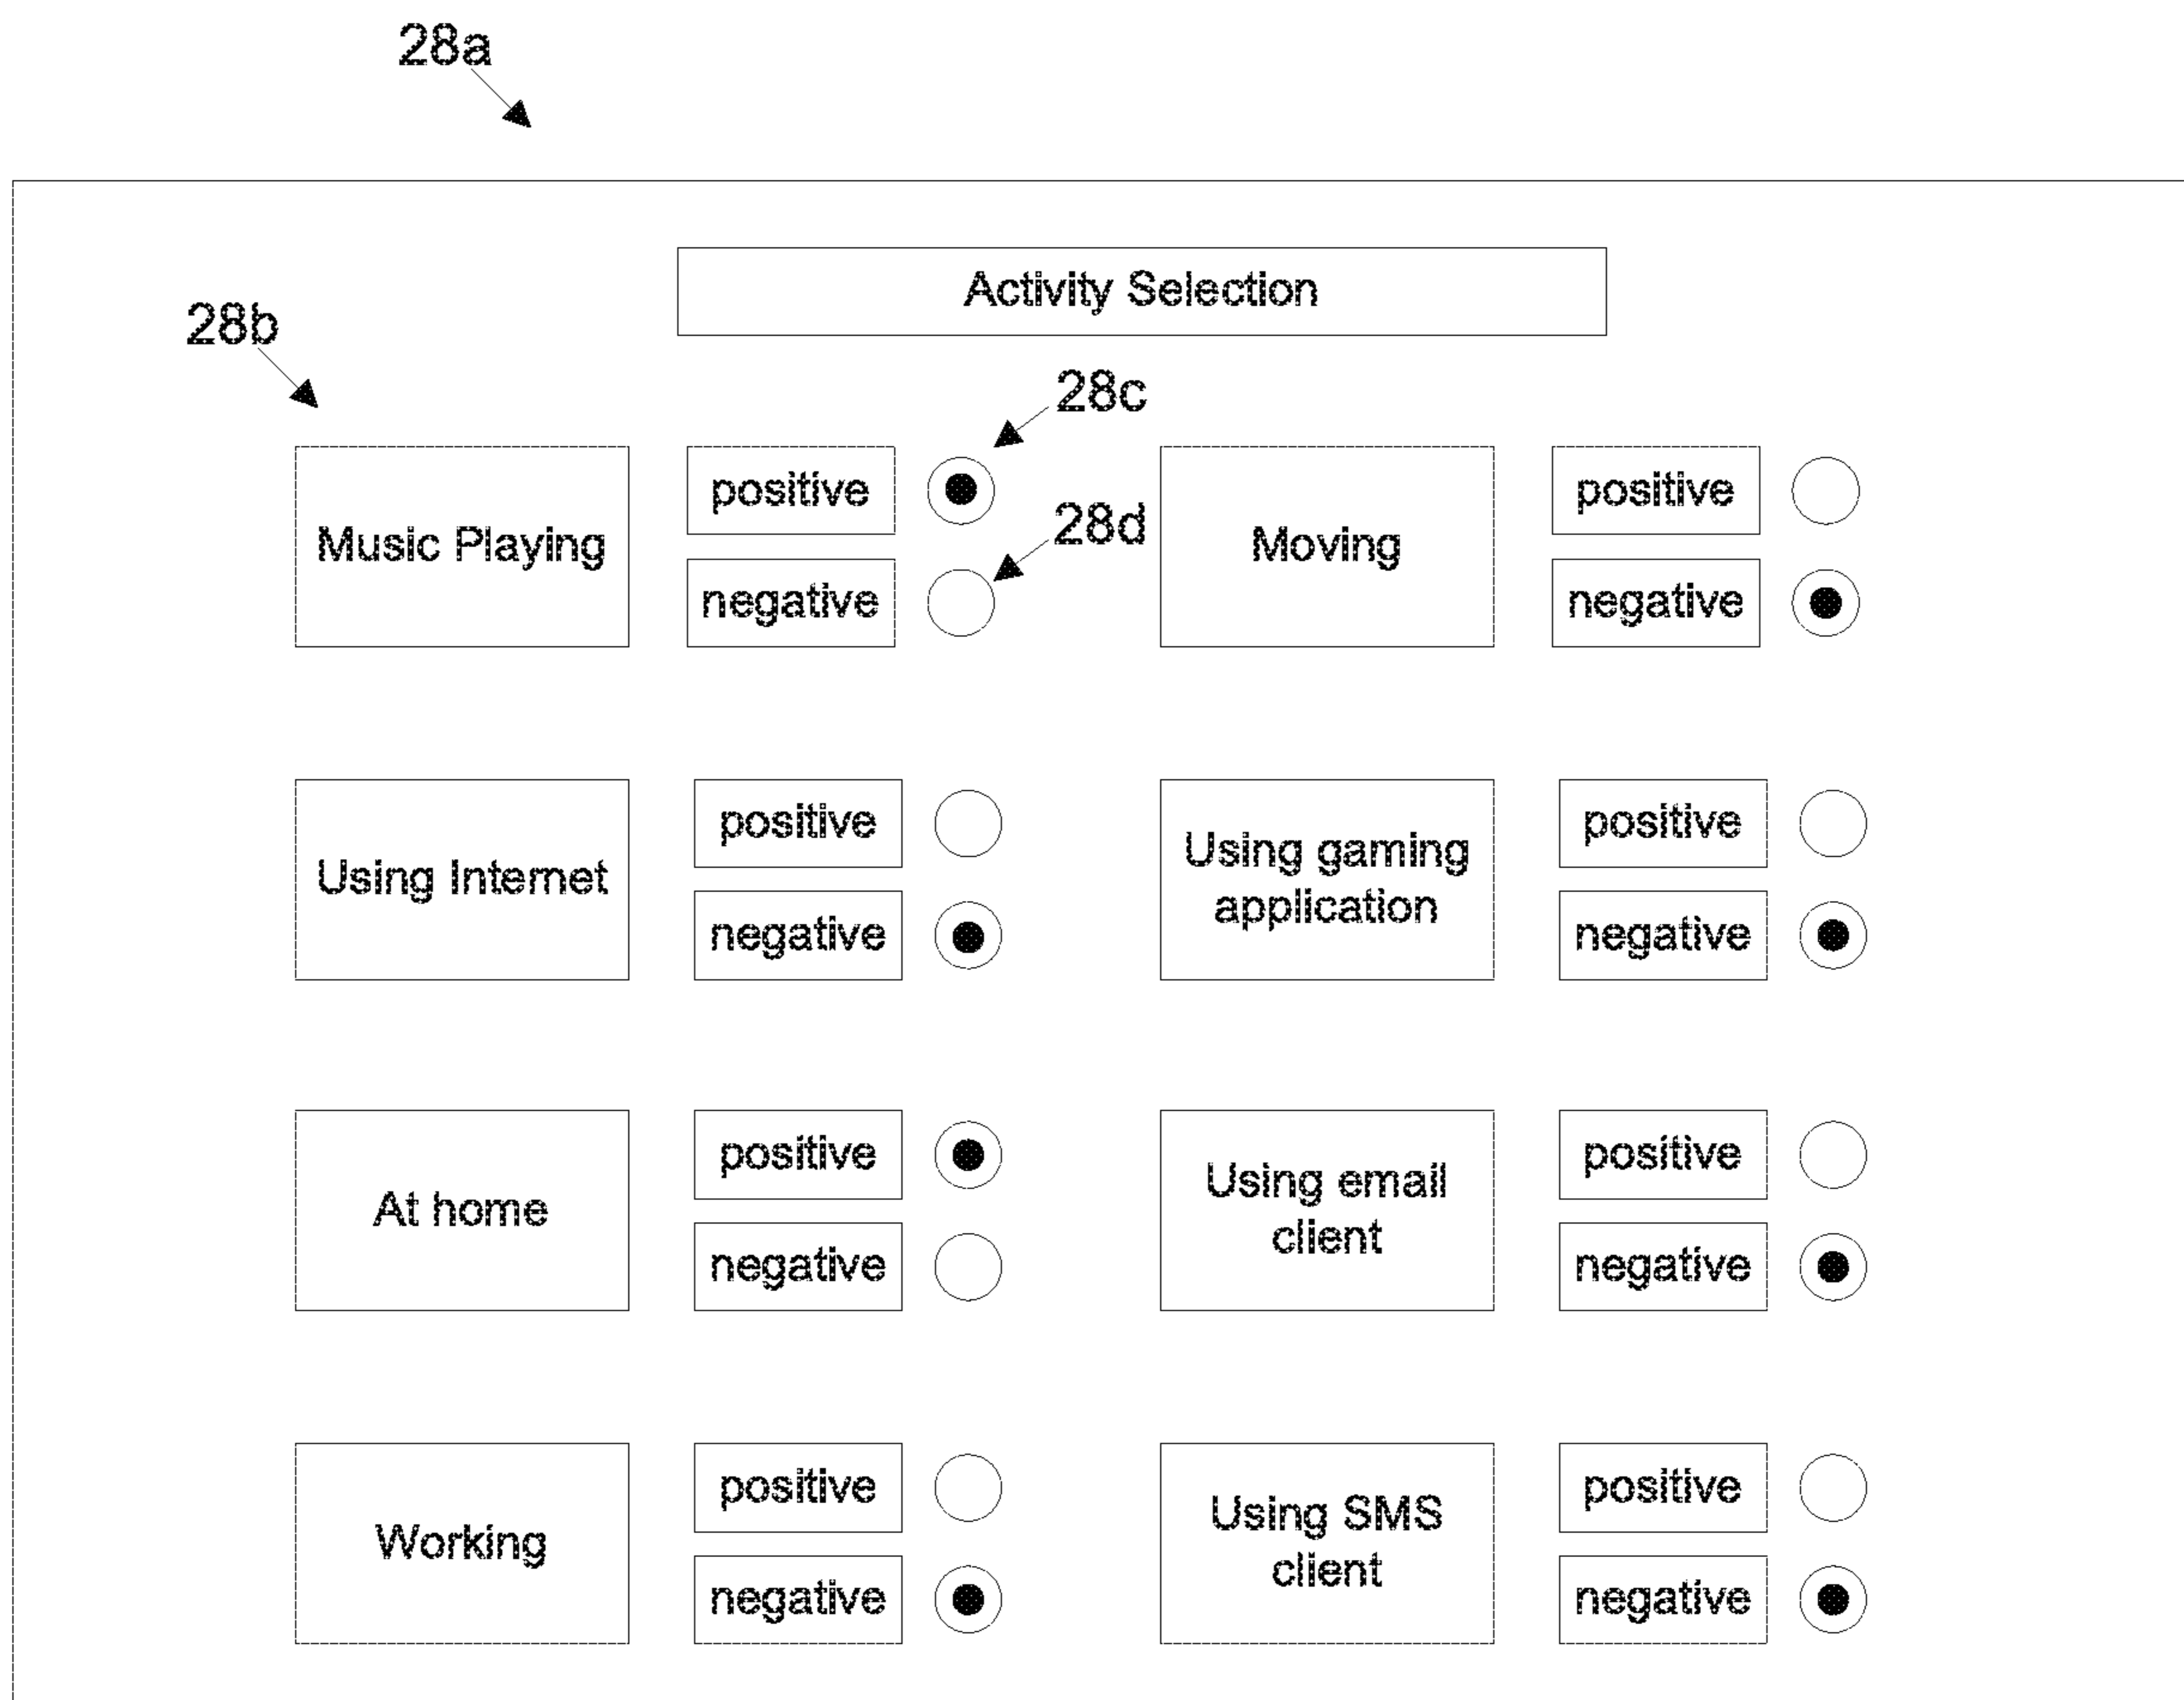 28a
Activity Selection
28b
28c
positive
positive
28d
Music Playing
Moving
negative
negative
positive
positive
Using Internet
Using gaming
application
negative
negative
positive
positive
At home
Using email
client
negative
negative
positive
positive
Working
Using SMS
client
negative
negative